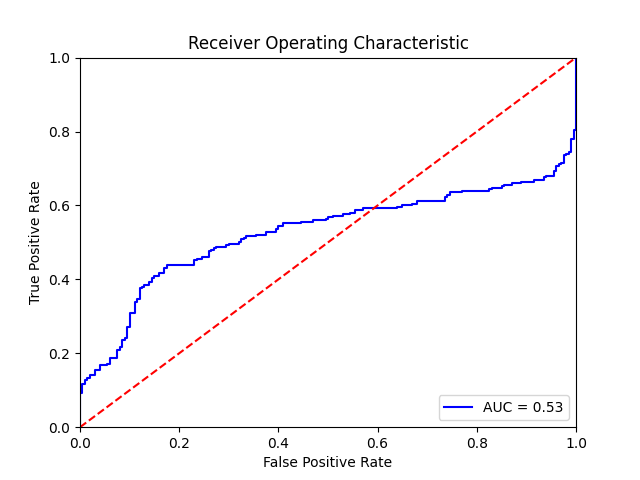 Receiver Operating Characteristic
True Positive Rate
1.0
0.8
0.6
0.4
0.2
0.0
AUC = 0.53
0.0 0.2 0.4 0.6 0.8 1.0
False Positive Rate